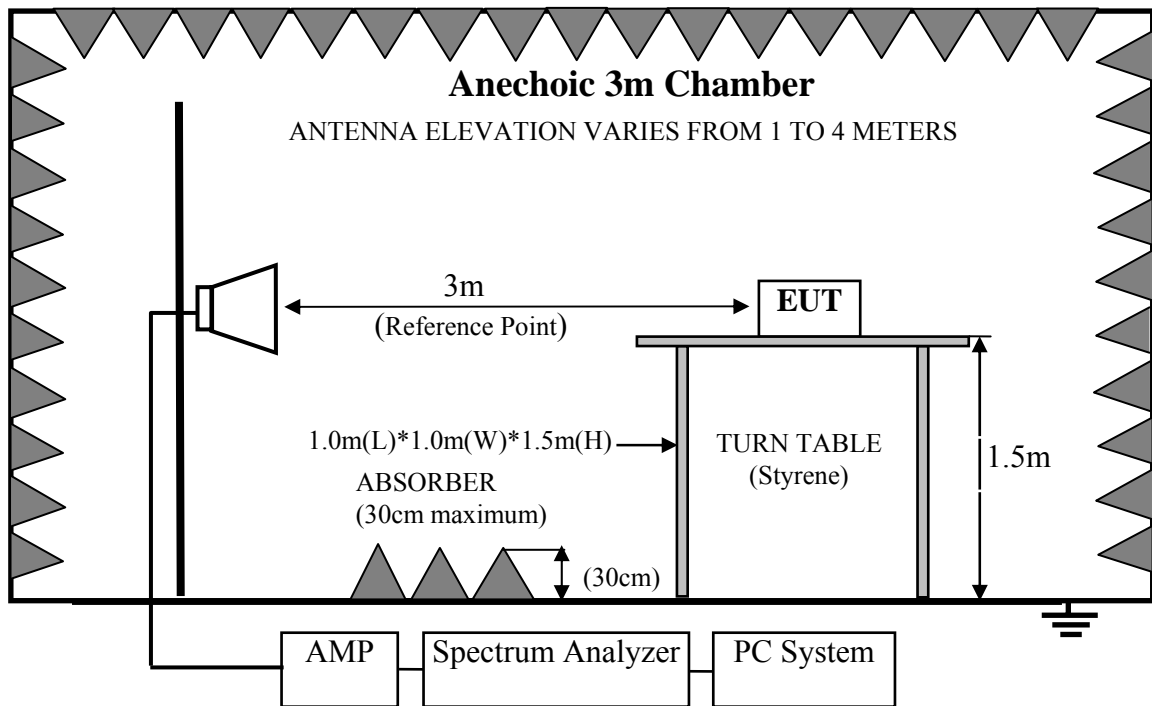 Anechoic 3m Chamber
ANTENNA ELEVATION VARIES FROM 1 TO 4 METERS
3m
(Reference Point)
EUT
1.0m(L)*1.0m(W)*1.5m(H)
TURN TABLE
(Styrene)
1.5m
ABSORBER
(30cm maximum)
(30cm)
AMP
Spectrum Analyzer
PC System